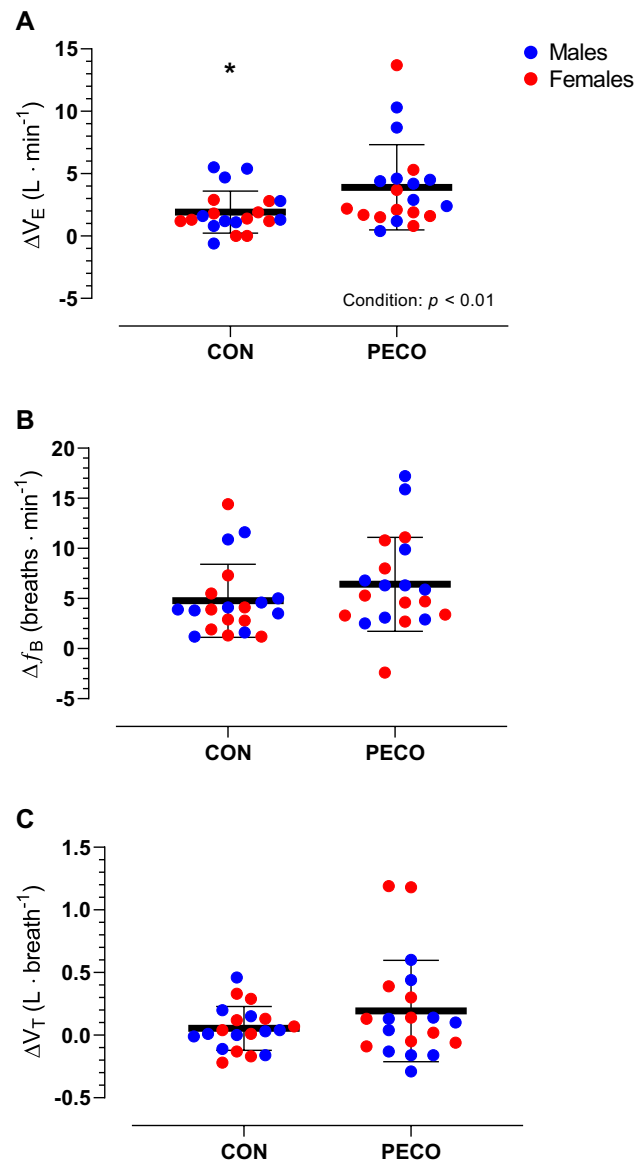 A
15
10
5
0
-5
ΔV_E (L · min⁻¹)
*
Males
Females
Condition: p < 0.01
CON PECO
B
20
15
10
5
0
-5
Δf_B (breaths · min⁻¹)
CON PECO
C
1.5
1.0
0.5
0.0
-0.5
ΔV_T (L · breath⁻¹)
CON PECO